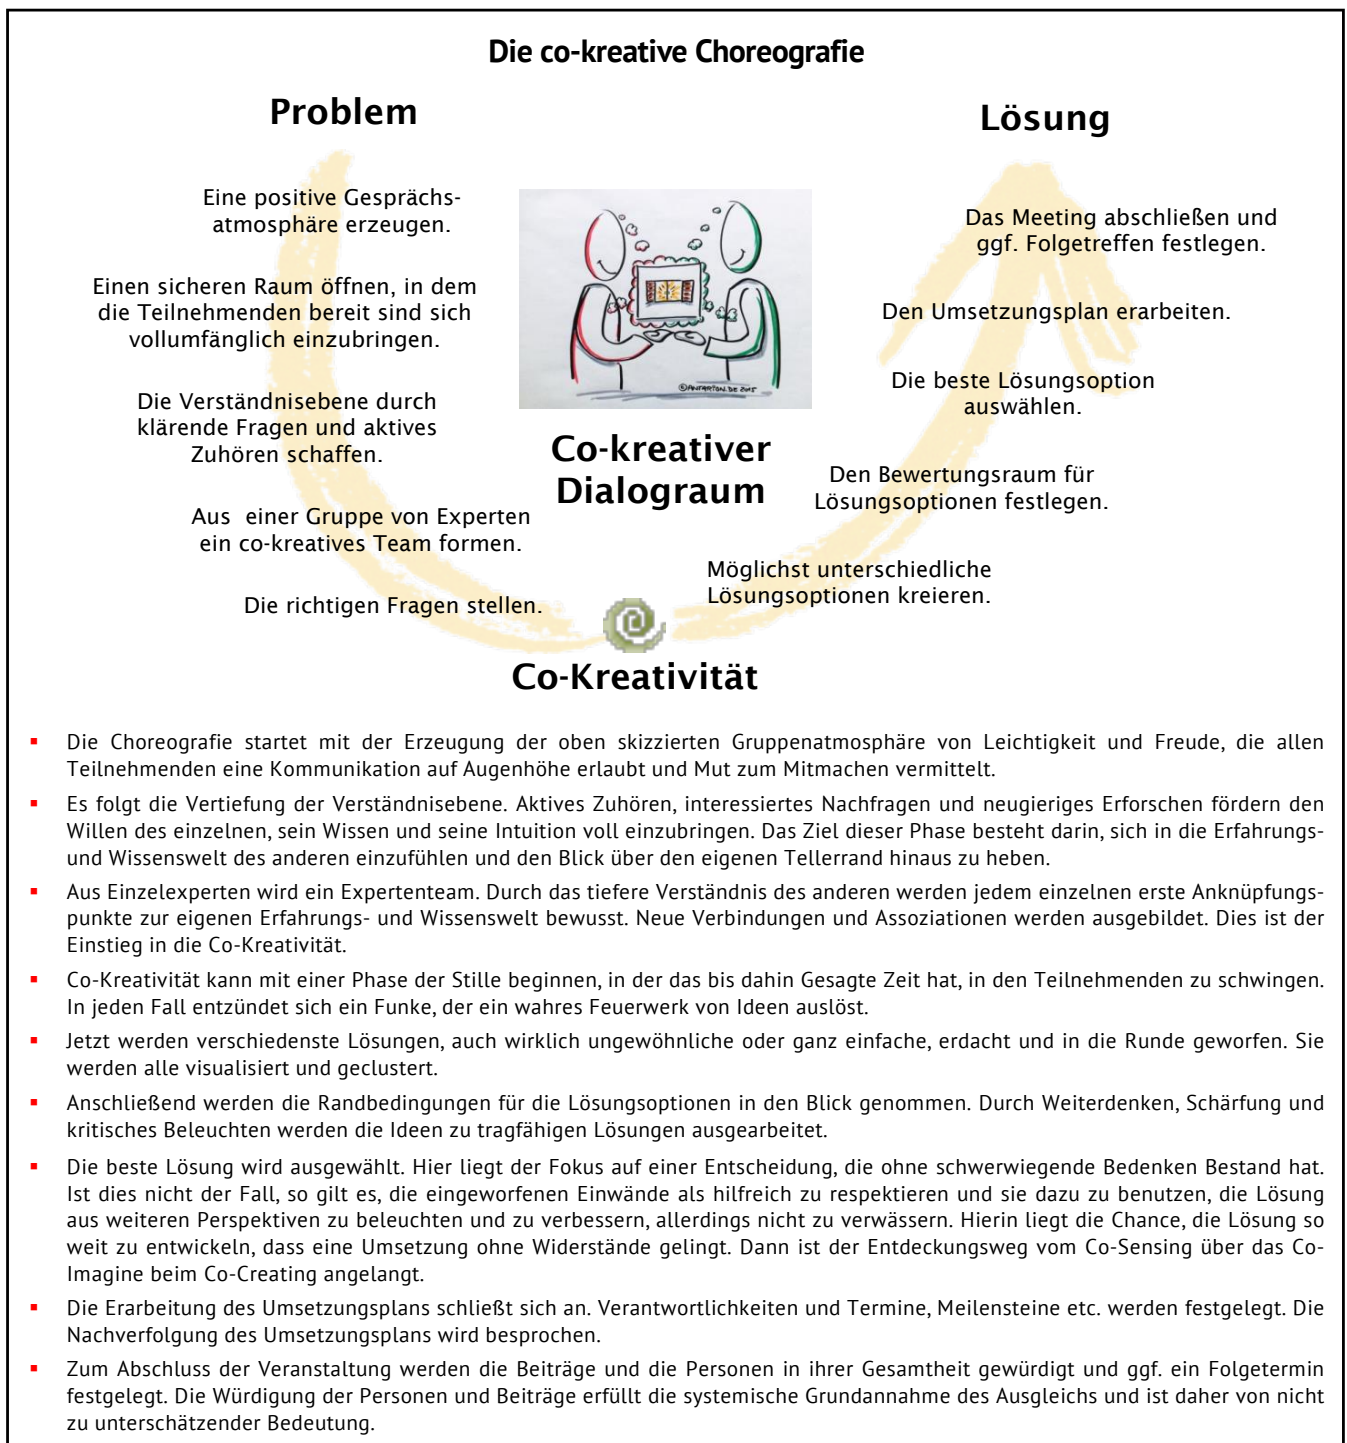 Die co-kreative Choreografie
Problem
Lösung
Eine positive Gesprächs-
atmosphäre erzeugen.
Einen sicheren Raum öffnen, in dem
die Teilnehmenden bereit sind sich
vollumfänglich einzubringen.
Die Verständnisebene durch
klärende Fragen und aktives
Zuhören schaffen.
Aus einer Gruppe von Experten
ein co-kreatives Team formen.
Die richtigen Fragen stellen.
©ANTARYON.DE 2015
Co-kreativer
Dialograum
Das Meeting abschließen und
ggf. Folgetreffen festlegen.
Den Umsetzungsplan erarbeiten.
Die beste Lösungsoption
auswählen.
Den Bewertungsraum für
Lösungsoptionen festlegen.
Möglichst unterschiedliche
Lösungsoptionen kreieren.
Co-Kreativität
▪ Die Choreografie startet mit der Erzeugung der oben skizzierten Gruppenatmosphäre von Leichtigkeit und Freude, die allen
Teilnehmenden eine Kommunikation auf Augenhöhe erlaubt und Mut zum Mitmachen vermittelt.
▪ Es folgt die Vertiefung der Verständnisebene. Aktives Zuhören, interessiertes Nachfragen und neugieriges Erforschen fördern den
Willen des einzelnen, sein Wissen und seine Intuition voll einzubringen. Das Ziel dieser Phase besteht darin, sich in die Erfahrungs-
und Wissenswelt des anderen einzufühlen und den Blick über den eigenen Tellerrand hinaus zu heben.
▪ Aus Einzelexperten wird ein Expertenteam. Durch das tiefere Verständnis des anderen werden jedem einzelnen erste Anknüpfungs-
punkte zur eigenen Erfahrungs- und Wissenswelt bewusst. Neue Verbindungen und Assoziationen werden ausgebildet. Dies ist der
Einstieg in die Co-Kreativität.
▪ Co-Kreativität kann mit einer Phase der Stille beginnen, in der das bis dahin Gesagte Zeit hat, in den Teilnehmenden zu schwingen.
In jeden Fall entzündet sich ein Funke, der ein wahres Feuerwerk von Ideen auslöst.
▪ Jetzt werden verschiedenste Lösungen, auch wirklich ungewöhnliche oder ganz einfache, erdacht und in die Runde geworfen. Sie
werden alle visualisiert und geclustert.
▪ Anschließend werden die Randbedingungen für die Lösungsoptionen in den Blick genommen. Durch Weiterdenken, Schärfung und
kritisches Beleuchten werden die Ideen zu tragfähigen Lösungen ausgearbeitet.
▪ Die beste Lösung wird ausgewählt. Hier liegt der Fokus auf einer Entscheidung, die ohne schwerwiegende Bedenken Bestand hat.
Ist dies nicht der Fall, so gilt es, die eingeworfenen Einwände als hilfreich zu respektieren und sie dazu zu benutzen, die Lösung
aus weiteren Perspektiven zu beleuchten und zu verbessern, allerdings nicht zu verwässern. Hierin liegt die Chance, die Lösung so
weit zu entwickeln, dass eine Umsetzung ohne Widerstände gelingt. Dann ist der Entdeckungsweg vom Co-Sensing über das Co-
Imagine beim Co-Creating angelangt.
▪ Die Erarbeitung des Umsetzungsplans schließt sich an. Verantwortlichkeiten und Termine, Meilensteine etc. werden festgelegt. Die
Nachverfolgung des Umsetzungsplans wird besprochen.
▪ Zum Abschluss der Veranstaltung werden die Beiträge und die Personen in ihrer Gesamtheit gewürdigt und ggf. ein Folgetermin
festgelegt. Die Würdigung der Personen und Beiträge erfüllt die systemische Grundannahme des Ausgleichs und ist daher von nicht
zu unterschätzender Bedeutung.